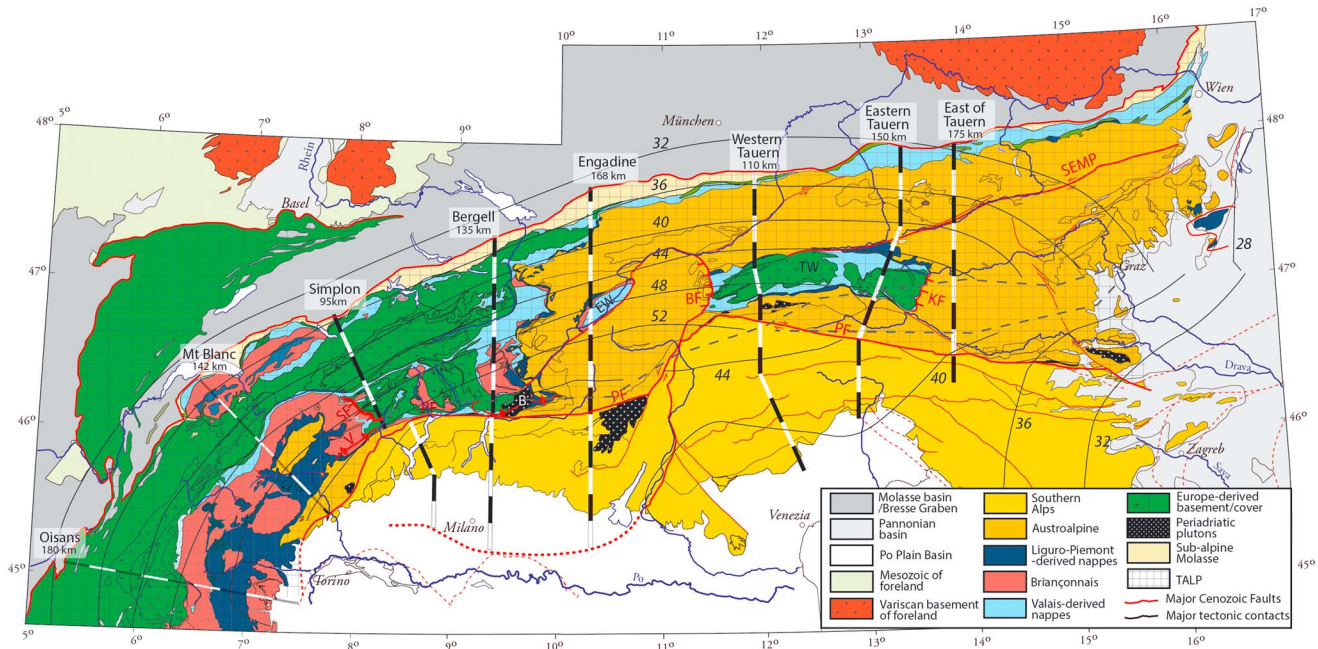 10° 11° 12° 13° 14° 15° 16° 17°
48° 5° 6° 7° 8° 9°
Rhein
Basel
München
Wien
48°
Eastern
Tauern
150 km
East of
Tauern
175 km
Western
Tauern
110 km
Engadine
168 km
Bergell
135 km
Simplon
95km
Mt Blanc
142 km
Oisans
180 km
32
36
40
44
48
52
SEMP
TW
EW
BF
KF
PF
28
Graz
47°
47°
44
40
36
32
Drava
46°
46°
Zagreb
Sava
SF
V
PF
B.
PF
Milano
Torino
Po
Venezia
45°
45°
5° 6° 7° 8° 9° 10° 11° 12° 13° 14° 15° 16°
Molasse basin
/Bresse Graben
Pannonian
basin
Po Plain Basin
Mesozoic of
foreland
Variscan basement
of foreland
Southern
Alps
Austroalpine
Liguro-Piemont
-derived nappes
Briançonnais
Valais-derived
nappes
Europe-derived
basement/cover
Periadriatic
plutons
Sub-alpine
Molasse
TALP
Major Cenozoic Faults
Major tectonic contacts